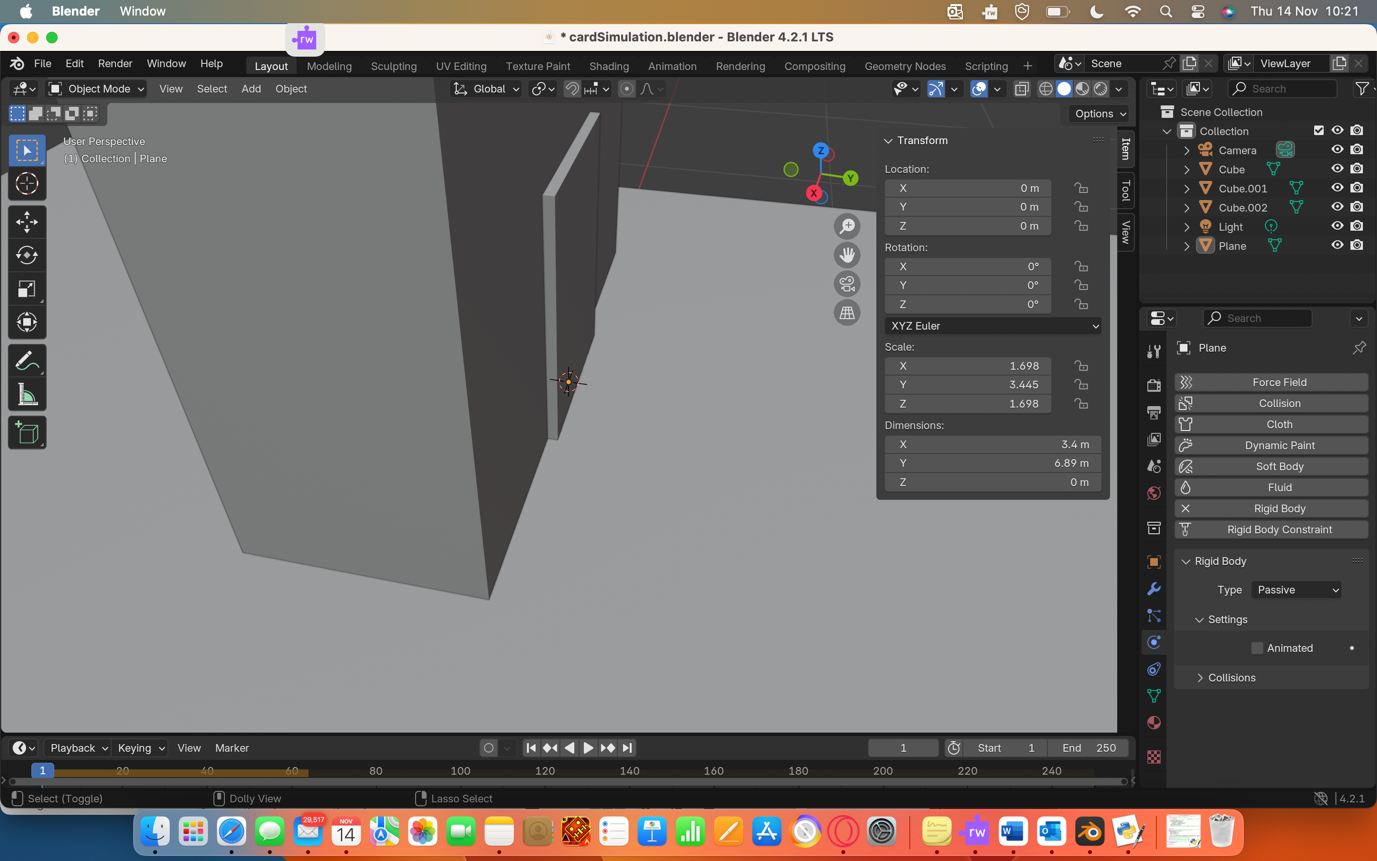 Blender Window Thu 14 Nov 10:21
rw
* cardSimulation.blender - Blender 4.2.1 LTS
File Edit Render Window Help Layout Modeling Sculpting UV Editing Texture Paint Shading Animation Rendering Compositing Geometry Nodes Scripting + Scene ViewLayer
Object Mode View Select Add Object Global Search
Options
User Perspective
(1) Collection | Plane
Z
Y
X
Transform
Location:
X 0 m
Y 0 m
Z 0 m
Rotation:
X 0°
Y 0°
Z 0°
XYZ Euler
Scale:
X 1.698
Y 3.445
Z 1.698
Dimensions:
X 3.4 m
Y 6.89 m
Z 0 m
Item
Tool
View
Scene Collection
Collection
Camera
Cube
Cube.001
Cube.002
Light
Plane
Search
Plane
Force Field
Collision
Cloth
Dynamic Paint
Soft Body
Fluid
Rigid Body
Rigid Body Constraint
Rigid Body
Type Passive
Settings
Animated
Collisions
Playback Keying View Marker 1 Start 1 End 250
1 20 40 60 80 100 120 140 160 180 200 220 240
Select (Toggle) Dolly View Lasso Select 4.2.1
29,517
NOV
14
rw